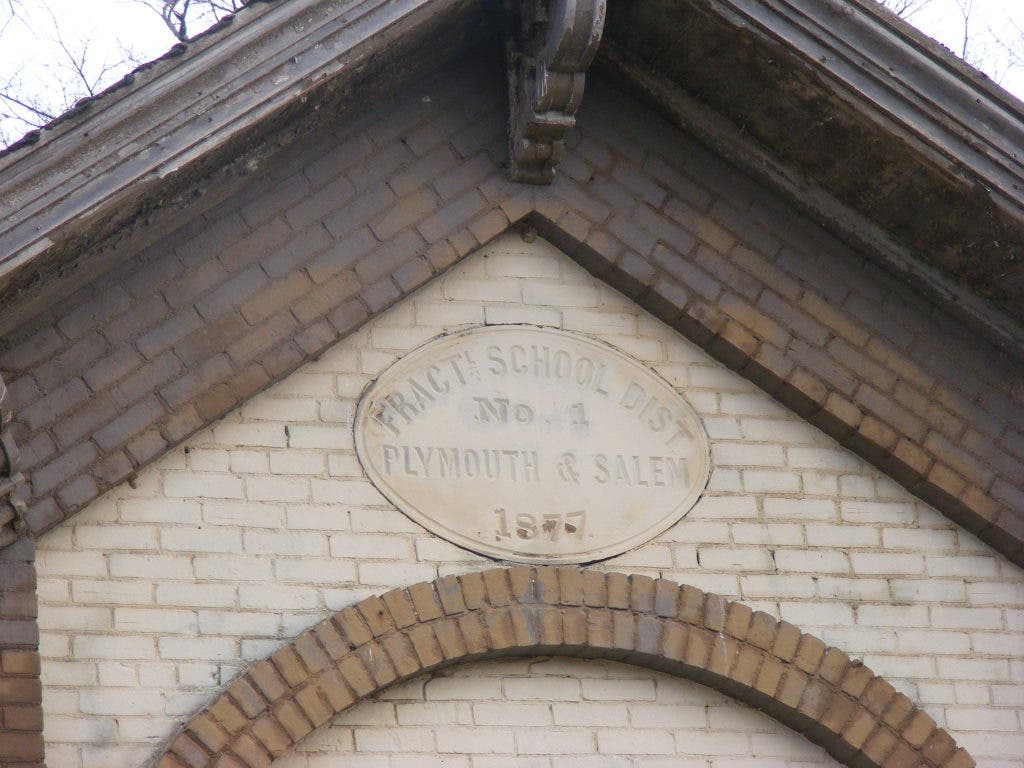 FRACTL SCHOOL DIST
No. 1
PLYMOUTH & SALEM
1877.